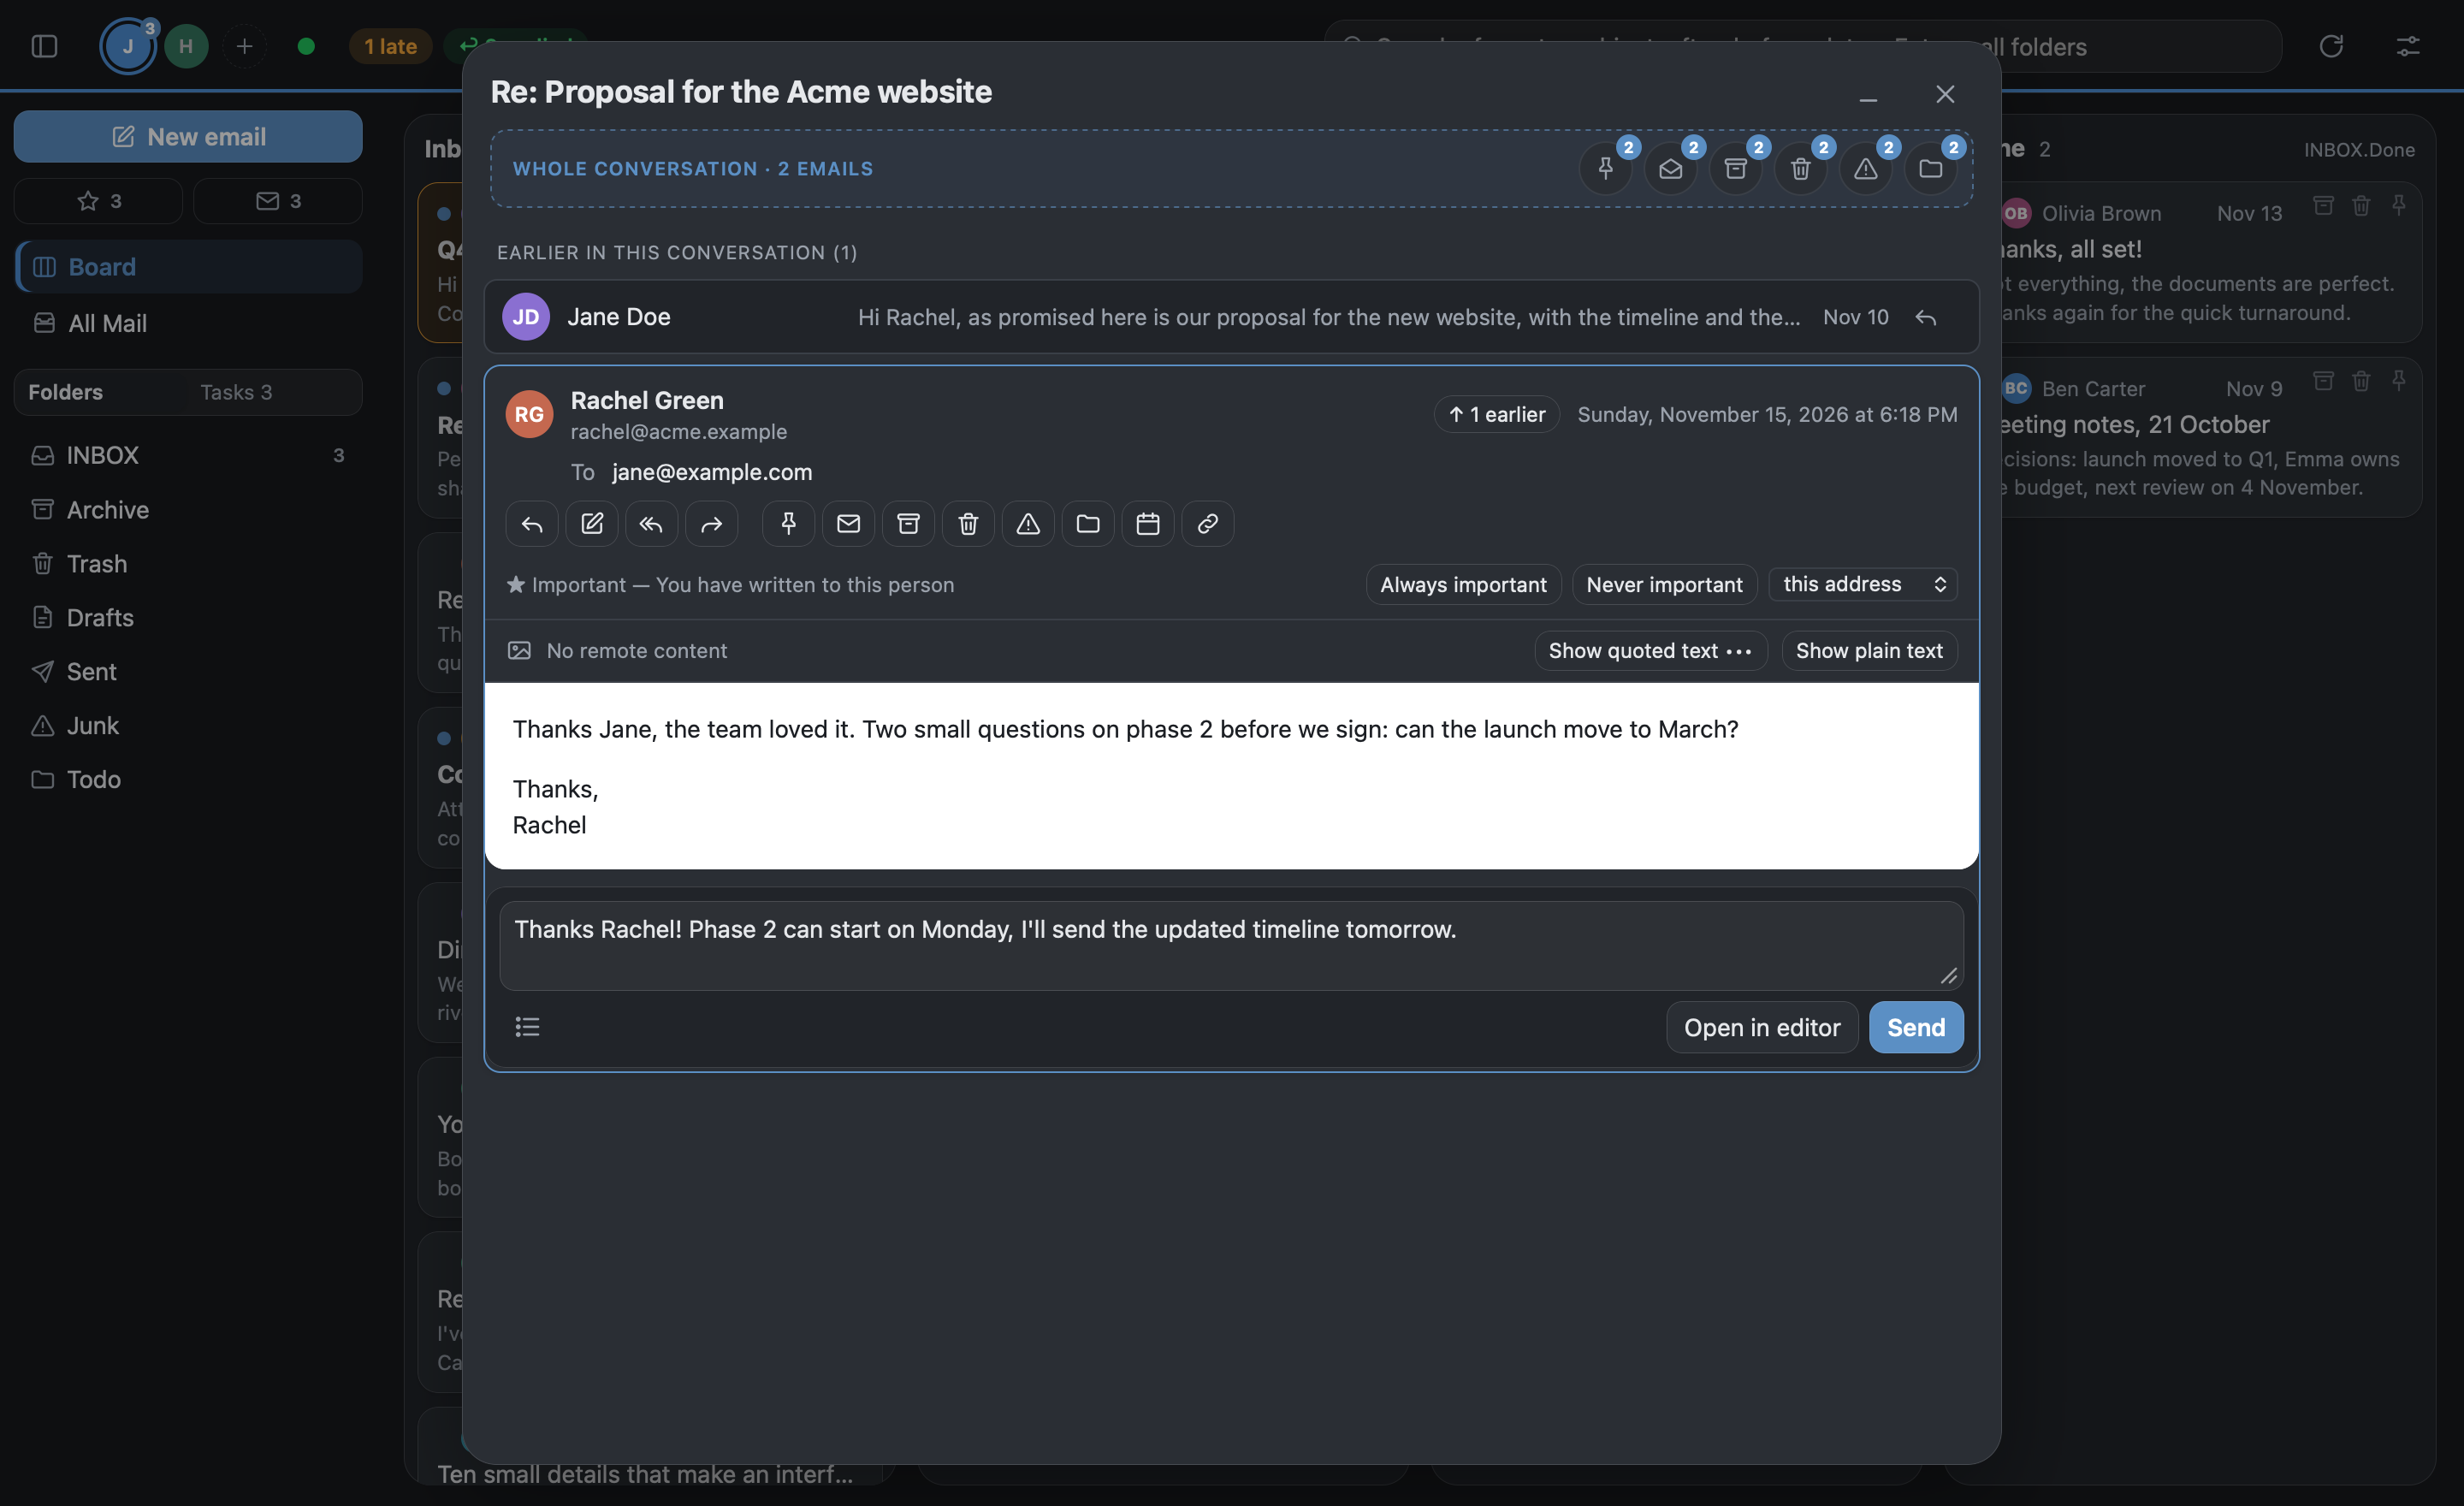 J
3
H
1 late
all folders
New email
3
3
Board
All Mail
Folders
Tasks 3
INBOX
3
Archive
Trash
Drafts
Sent
Junk
Todo
Re: Proposal for the Acme website
WHOLE CONVERSATION · 2 EMAILS
2
2
2
2
2
2
EARLIER IN THIS CONVERSATION (1)
JD
Jane Doe
Hi Rachel, as promised here is our proposal for the new website, with the timeline and the...
Nov 10
RG
Rachel Green
rachel@acme.example
↑ 1 earlier
Sunday, November 15, 2026 at 6:18 PM
To jane@example.com
★ Important — You have written to this person
Always important
Never important
this address
No remote content
Show quoted text •••
Show plain text
Thanks Jane, the team loved it. Two small questions on phase 2 before we sign: can the launch move to March?
Thanks,
Rachel
Thanks Rachel! Phase 2 can start on Monday, I'll send the updated timeline tomorrow.
Open in editor
Send
Ten small details that make an interf...
2
INBOX.Done
OB
Olivia Brown
Nov 13
all set!
everything, the documents are perfect.
again for the quick turnaround.
BC
Ben Carter
Nov 9
notes, 21 October
launch moved to Q1, Emma owns
budget, next review on 4 November.